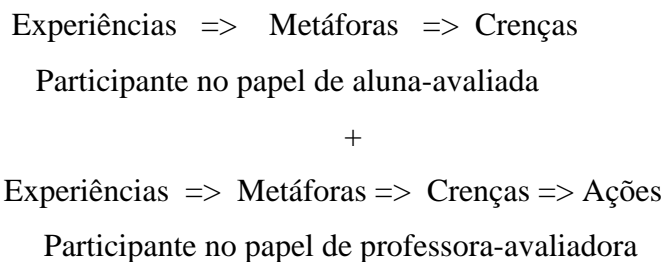 Experiências => Metáforas => Crenças
Participante no papel de aluna-avaliada
+
Experiências => Metáforas => Crenças => Ações
Participante no papel de professora-avaliadora